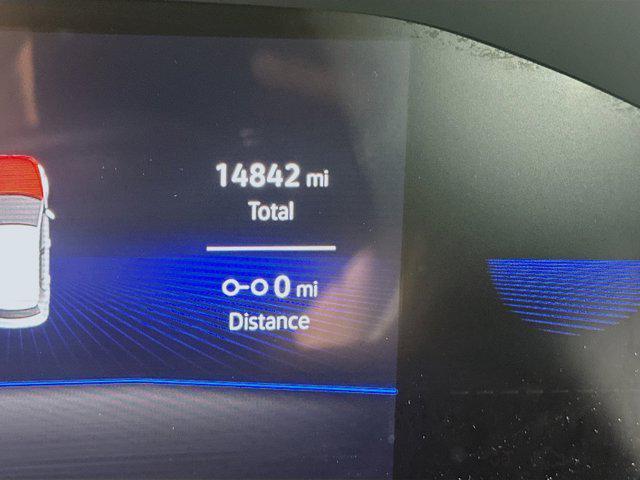 14842 mi
Total
0 mi
Distance